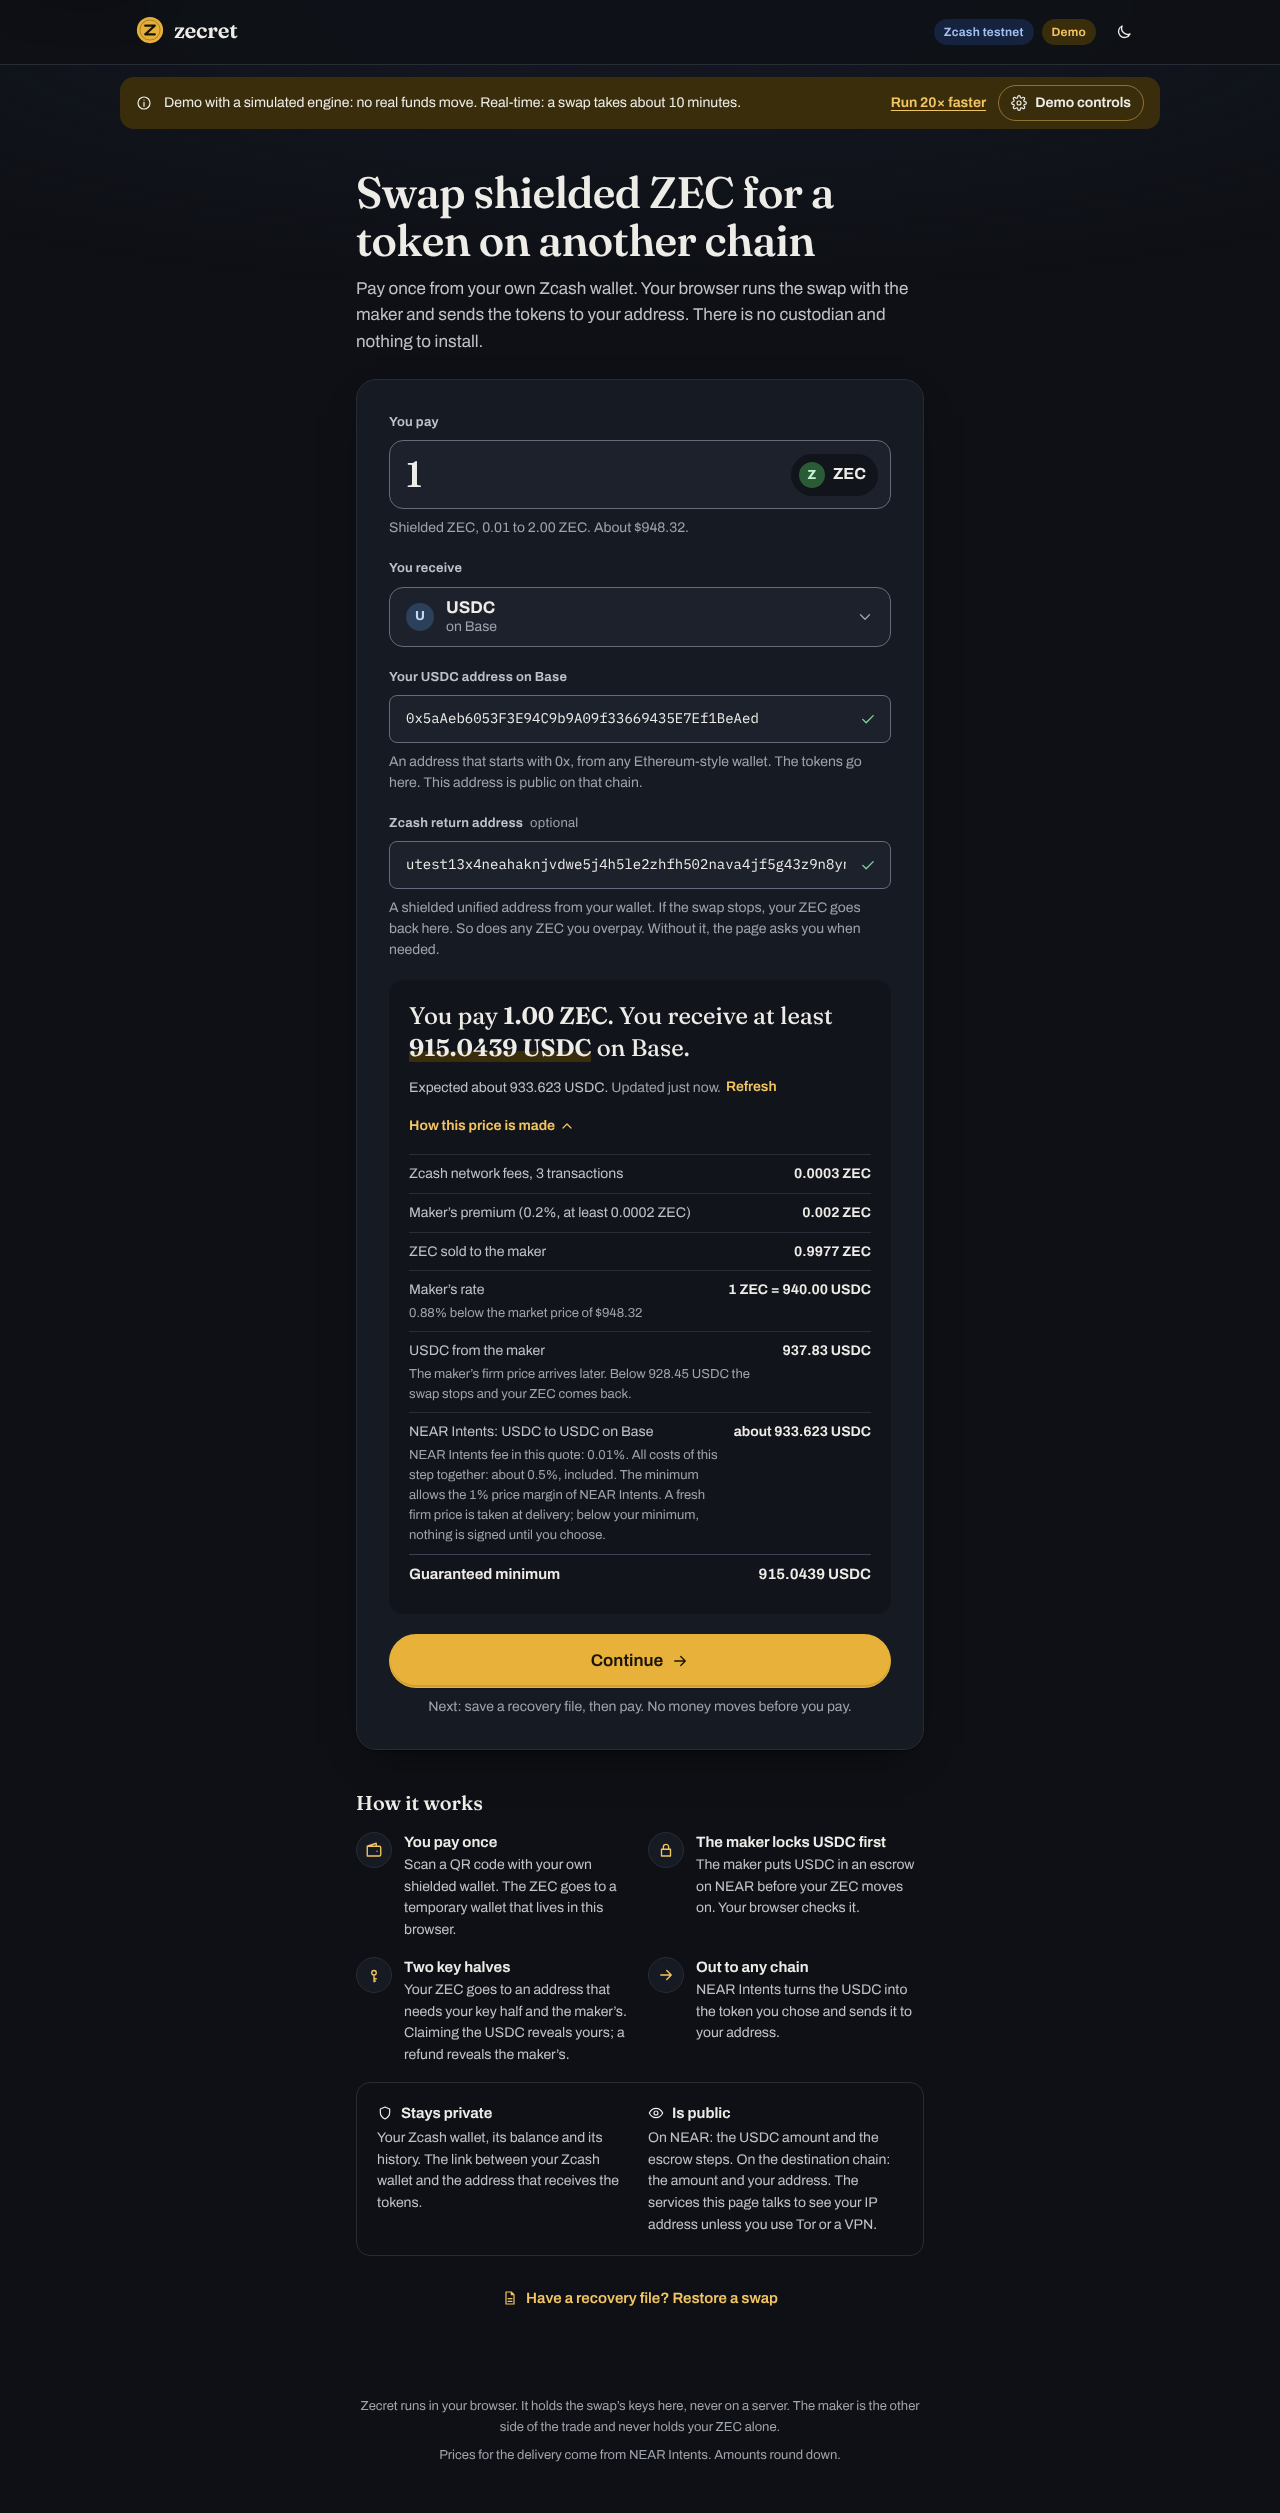 zecret
Zcash testnet
Demo
Demo with a simulated engine: no real funds move. Real-time: a swap takes about 10 minutes.
Run 20× faster
Demo controls
Swap shielded ZEC for a
token on another chain
Pay once from your own Zcash wallet. Your browser runs the swap with the
maker and sends the tokens to your address. There is no custodian and
nothing to install.
You pay
1
Z ZEC
Shielded ZEC, 0.01 to 2.00 ZEC. About $948.32.
You receive
U
USDC
on Base
Your USDC address on Base
0x5aAeb6053F3E94C9b9A09f33669435E7Ef1BeAed
An address that starts with 0x, from any Ethereum-style wallet. The tokens go
here. This address is public on that chain.
Zcash return address optional
utest13x4neahaknjvdwe5j4h5le2zhfh502nava4jf5g43z9n8y
A shielded unified address from your wallet. If the swap stops, your ZEC goes
back here. So does any ZEC you overpay. Without it, the page asks you when
needed.
You pay 1.00 ZEC. You receive at least
915.0439 USDC on Base.
Expected about 933.623 USDC. Updated just now. Refresh
How this price is made
Zcash network fees, 3 transactions 0.0003 ZEC
Maker's premium (0.2%, at least 0.0002 ZEC) 0.002 ZEC
ZEC sold to the maker 0.9977 ZEC
Maker's rate 1 ZEC = 940.00 USDC
0.88% below the market price of $948.32
USDC from the maker 937.83 USDC
The maker's firm price arrives later. Below 928.45 USDC the
swap stops and your ZEC comes back.
NEAR Intents: USDC to USDC on Base about 933.623 USDC
NEAR Intents fee in this quote: 0.01%. All costs of this
step together: about 0.5%, included. The minimum
allows the 1% price margin of NEAR Intents. A fresh
firm price is taken at delivery; below your minimum,
nothing is signed until you choose.
Guaranteed minimum 915.0439 USDC
Continue →
Next: save a recovery file, then pay. No money moves before you pay.
How it works
You pay once
Scan a QR code with your own
shielded wallet. The ZEC goes to a
temporary wallet that lives in this
browser.
The maker locks USDC first
The maker puts USDC in an escrow
on NEAR before your ZEC moves
on. Your browser checks it.
Two key halves
Your ZEC goes to an address that
needs your key half and the maker's.
Claiming the USDC reveals yours; a
refund reveals the maker's.
Out to any chain
NEAR Intents turns the USDC into
the token you chose and sends it to
your address.
Stays private
Your Zcash wallet, its balance and its
history. The link between your Zcash
wallet and the address that receives the
tokens.
Is public
On NEAR: the USDC amount and the
escrow steps. On the destination chain:
the amount and your address. The
services this page talks to see your IP
address unless you use Tor or a VPN.
Have a recovery file? Restore a swap
Zecret runs in your browser. It holds the swap's keys here, never on a server. The maker is the other
side of the trade and never holds your ZEC alone.
Prices for the delivery come from NEAR Intents. Amounts round down.